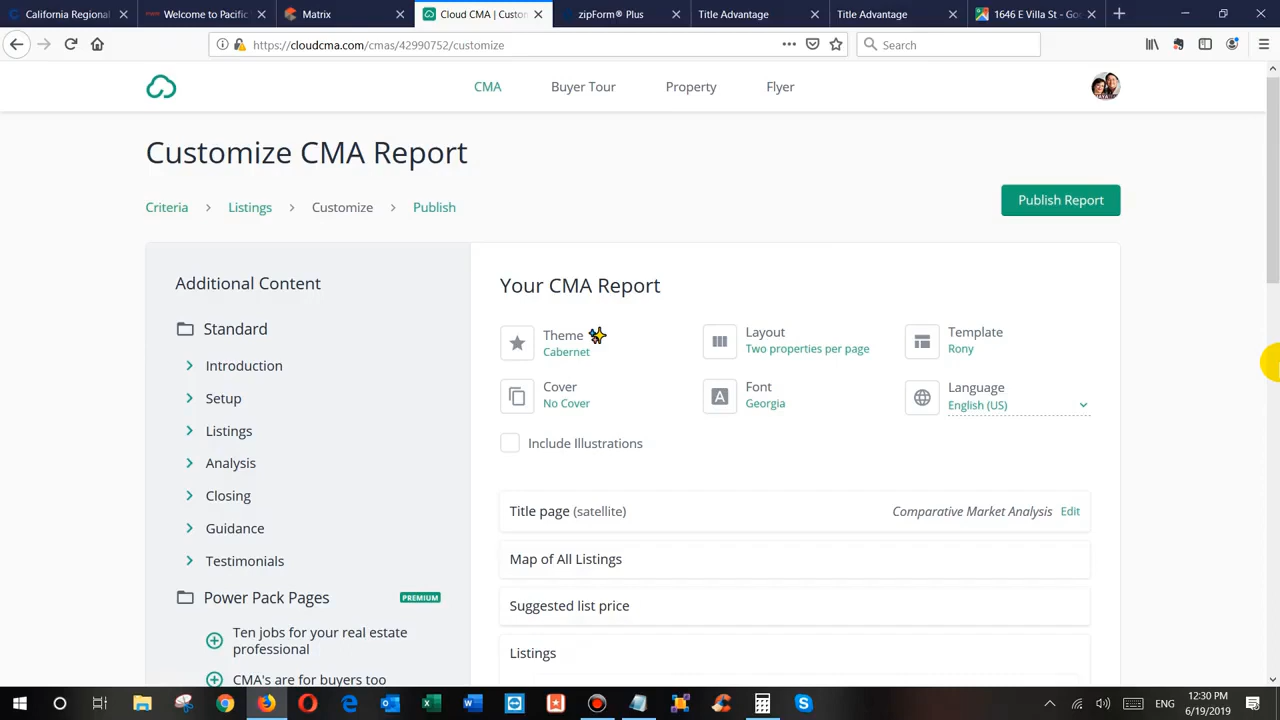 California Regional
Welcome to Pacific
Matrix
Cloud CMA | Custom
zipForm® Plus
Title Advantage
Title Advantage
1646 E Villa St - Goo
https://cloudcma.com/cmas/42990752/customize
Search
CMA
Buyer Tour
Property
Flyer
Customize CMA Report
Criteria
Listings
Customize
Publish
Publish Report
Additional Content
Standard
Introduction
Setup
Listings
Analysis
Closing
Guidance
Testimonials
Power Pack Pages
PREMIUM
Ten jobs for your real estate
professional
CMA's are for buyers too
Your CMA Report
Theme
Cabernet
Layout
Two properties per page
Template
Rony
Cover
No Cover
Font
Georgia
Language
English (US)
Include Illustrations
Title page (satellite)
Comparative Market Analysis
Edit
Map of All Listings
Suggested list price
Listings
ENG
12:30 PM
6/19/2019